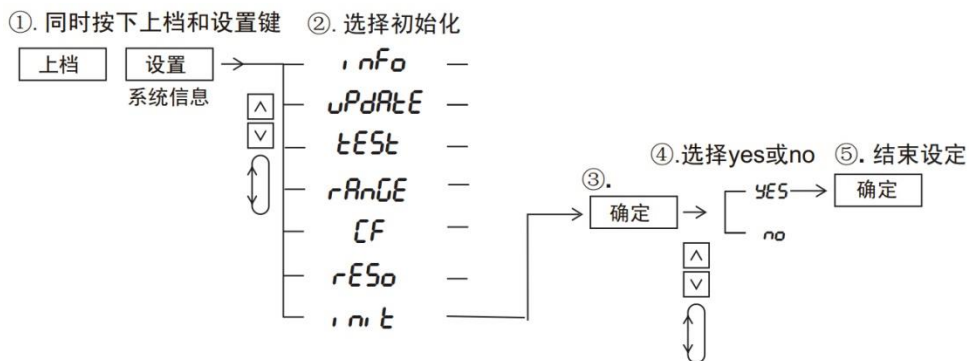 ①. 同时按下上档和设置键 ②. 选择初始化
上档 设置 inFo
系统信息
uPdAtE
tESt
rAnGE
CF
rESo
init
③.
确定
④.选择yes或no ⑤. 结束设定
yES 确定
no